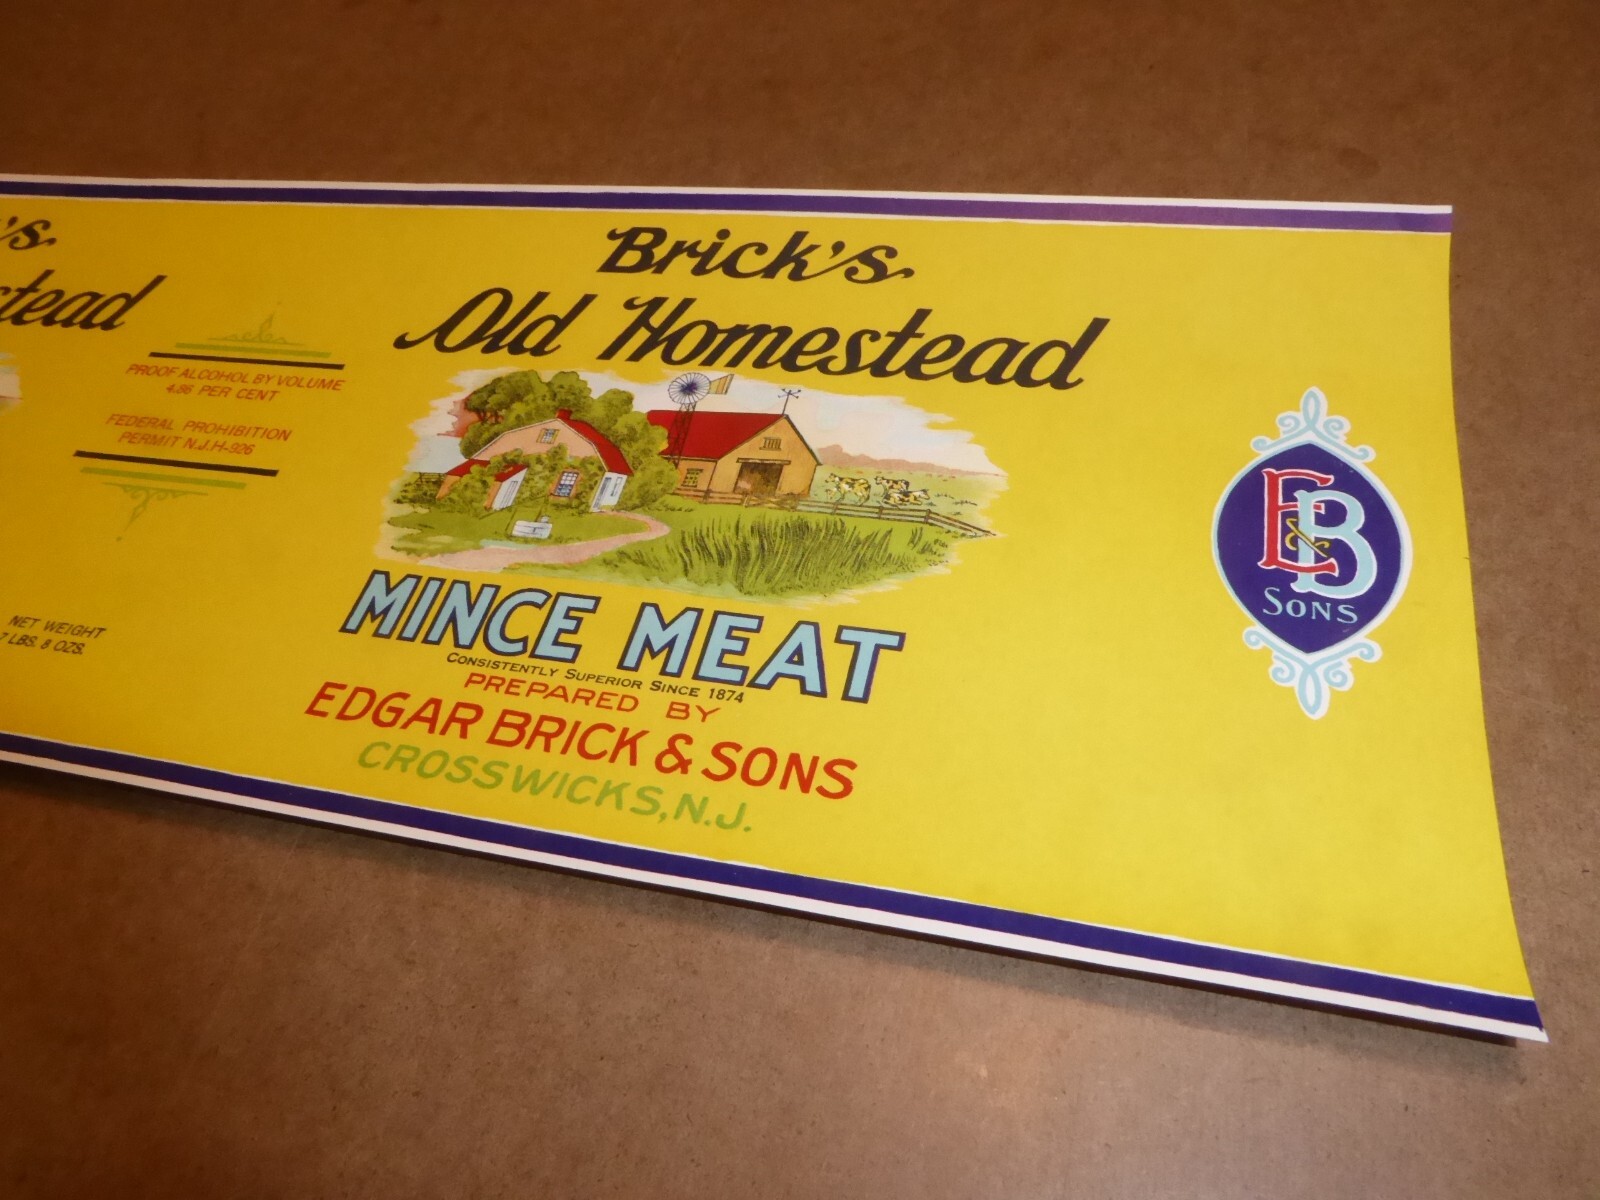 's
stead
PROOF ALCOHOL BY VOLUME
4.86 PER CENT
FEDERAL PROHIBITION
PERMIT N.J.H-926
NET WEIGHT
7 LBS. 8 OZS.
Brick's
Old Homestead
MINCE MEAT
CONSISTENTLY SUPERIOR SINCE 1874
PREPARED BY
EDGAR BRICK & SONS
CROSSWICKS, N.J.
E&B
SONS